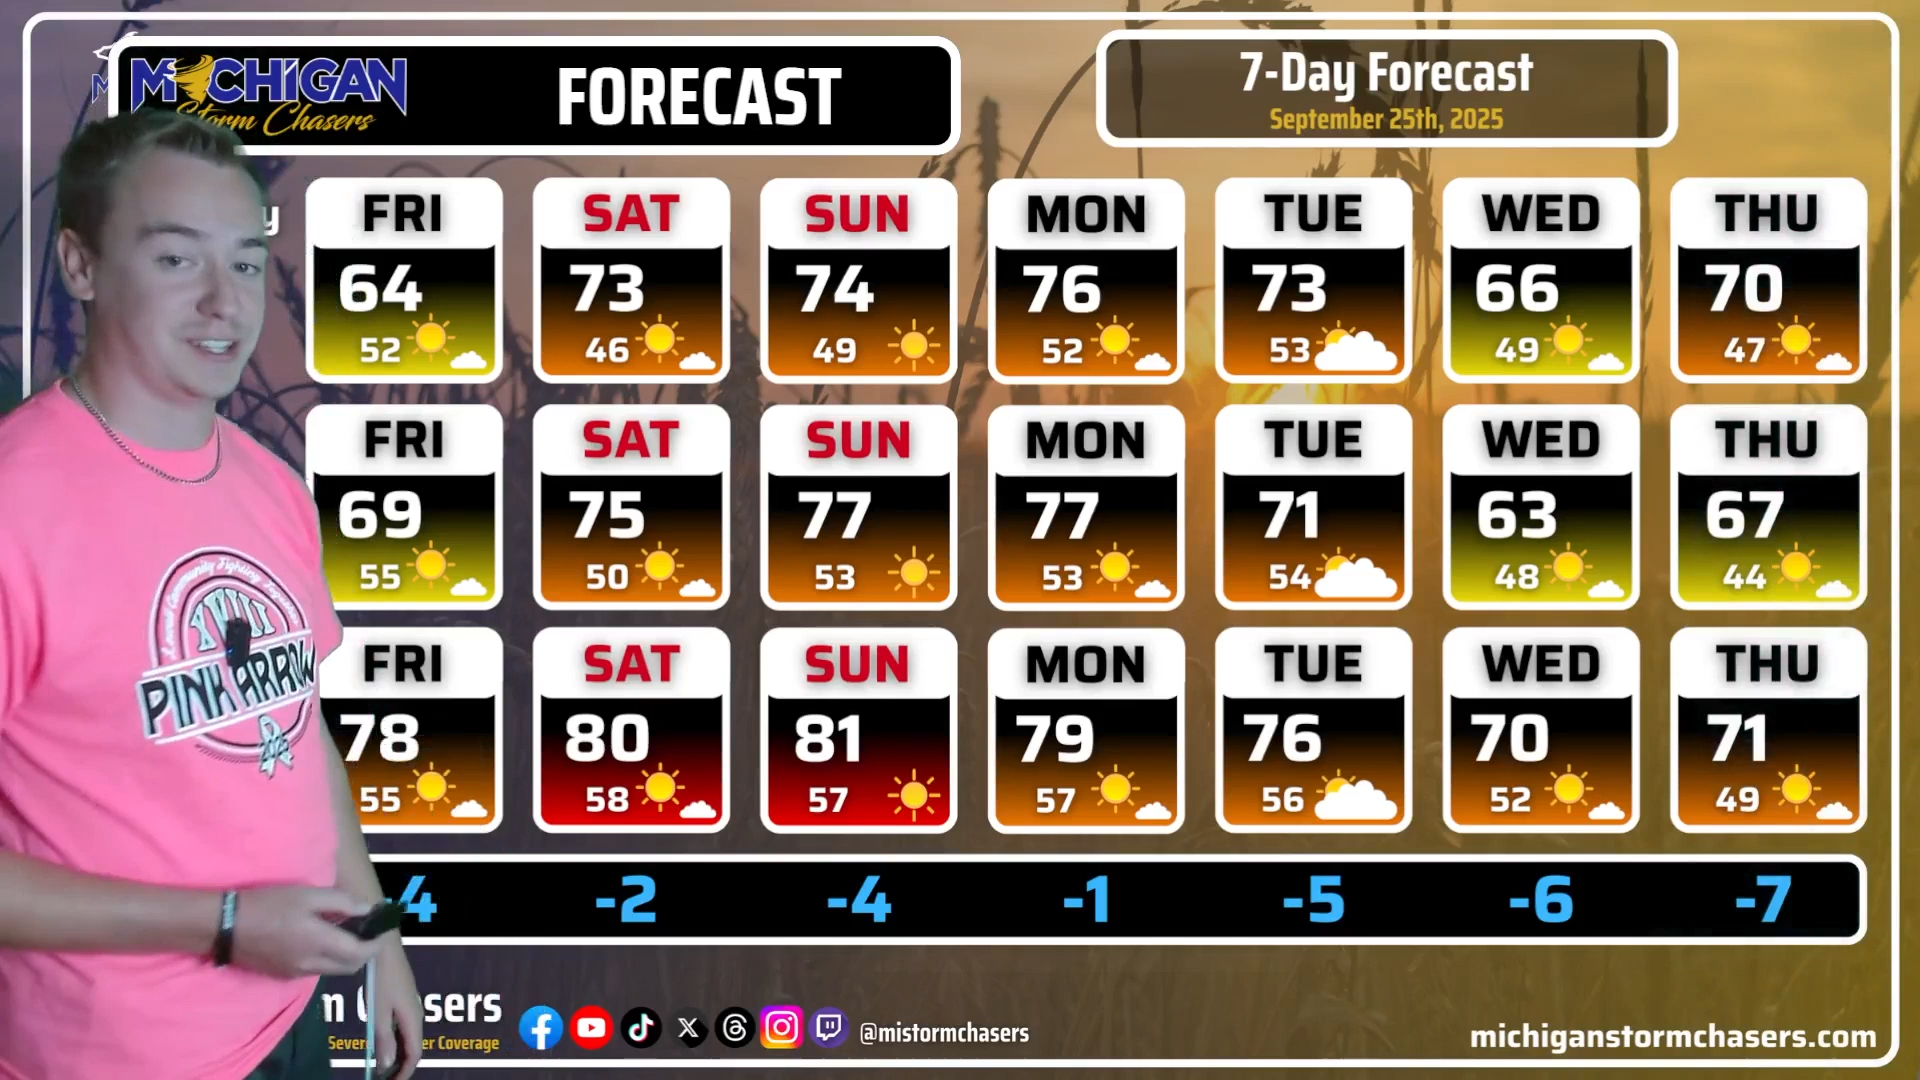 MICHIGAN
Storm Chasers
FORECAST
7-Day Forecast
September 25th, 2025
FRI SAT SUN MON TUE WED THU
64 73 74 76 73 66 70
52 46 49 52 53 49 47
FRI SAT SUN MON TUE WED THU
69 75 77 77 71 63 67
55 50 53 53 54 48 44
FRI SAT SUN MON TUE WED THU
78 80 81 79 76 70 71
55 58 57 57 56 52 49
-4 -2 -4 -1 -5 -6 -7
XVIII
PINK ARROW
@mistormchasers
Coverage
michiganstormchasers.com